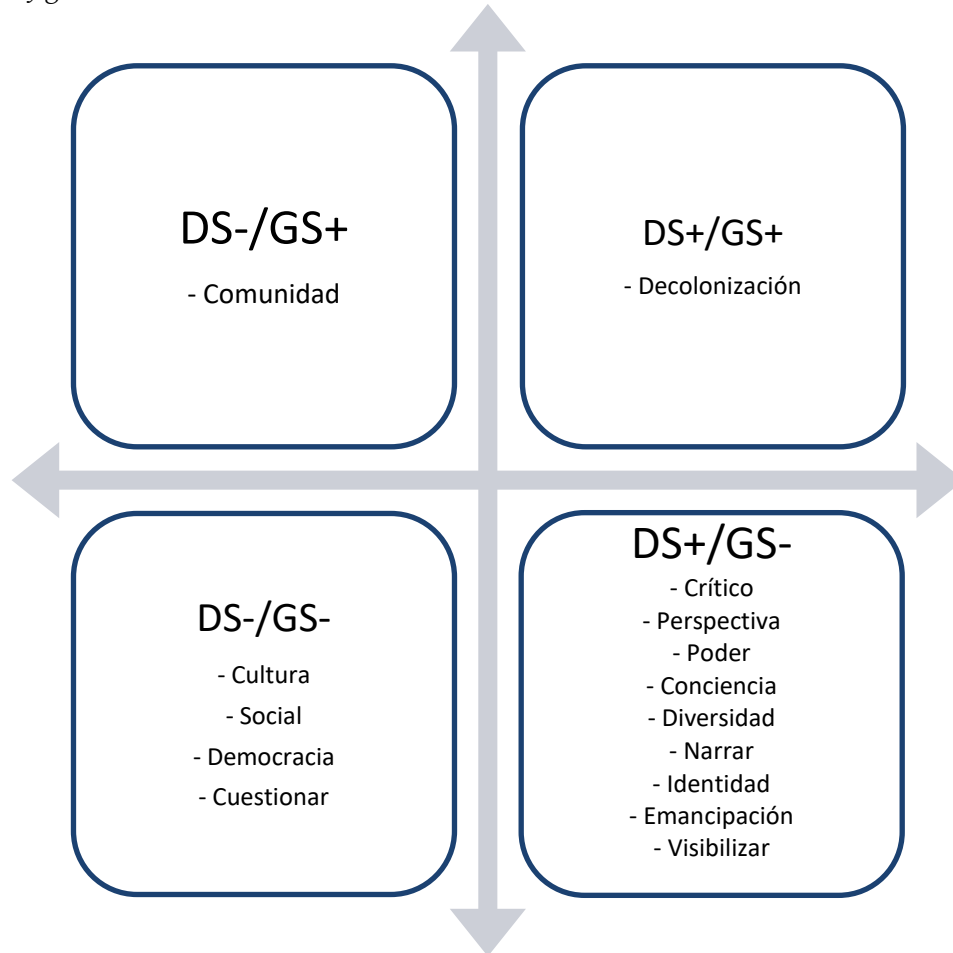 DS-/GS+
- Comunidad
DS+/GS+
- Decolonización
DS-/GS-
- Cultura
- Social
- Democracia
- Cuestionar
DS+/GS-
- Crítico
- Perspectiva
- Poder
- Conciencia
- Diversidad
- Narrar
- Identidad
- Emancipación
- Visibilizar